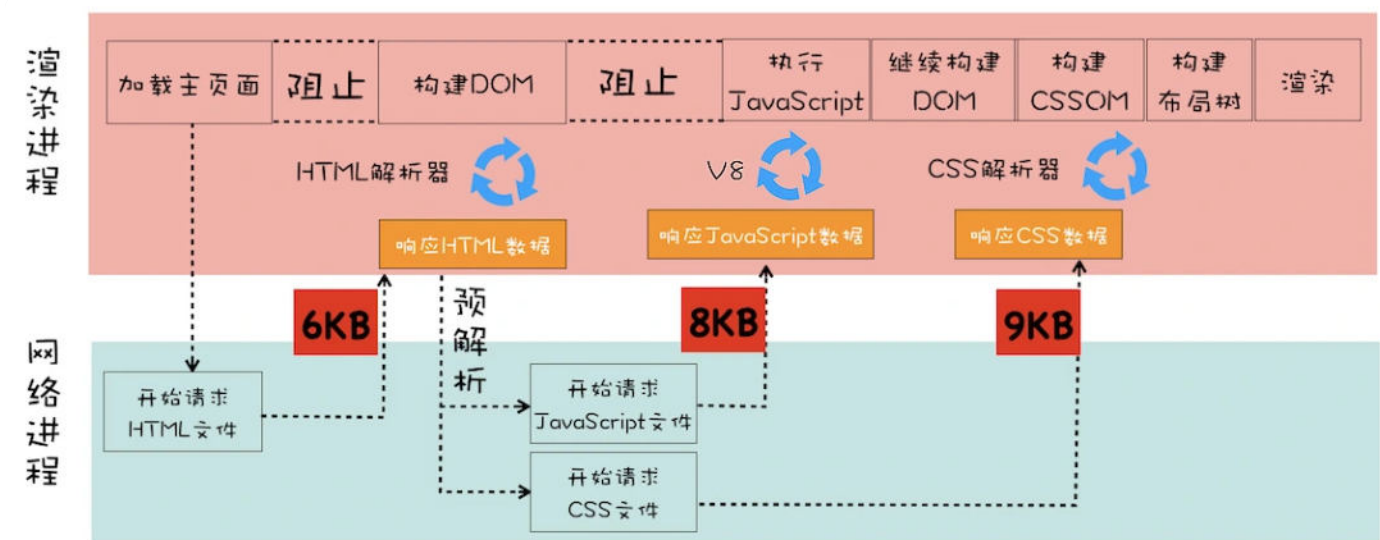 渲染进程
加载主页面
阻止
构建DOM
阻止
执行
JavaScript
继续构建
DOM
构建
CSSOM
构建
布局树
渲染
HTML解析器
V8
CSS解析器
响应HTML数据
响应JavaScript数据
响应CSS数据
6KB
预解析
8KB
9KB
网络进程
开始请求
HTML文件
开始请求
JavaScript文件
开始请求
CSS文件